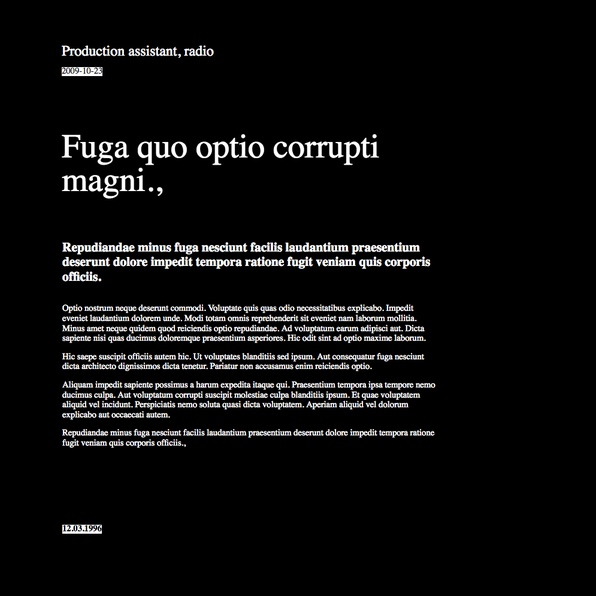 Production assistant, radio
2009-10-23
Fuga quo optio corrupti
magni.,
Repudiandae minus fuga nesciunt facilis laudantium praesentium
deserunt dolore impedit tempora ratione fugit veniam quis corporis
officiis.
Optio nostrum neque deserunt commodi. Voluptate quis quas odio necessitatibus explicabo. Impedit
eveniet laudantium dolorem unde. Modi totam omnis reprehenderit sit eveniet nam laborum mollitia.
Minus amet neque quidem quod reiciendis optio repudiandae. Ad voluptatum earum adipisci aut. Dicta
sapiente nisi quas ducimus doloremque praesentium asperiores. Hic odit sint ad optio maxime laborum.
Hic saepe suscipit officiis autem hic. Ut voluptates blanditiis sed ipsum. Aut consequatur fuga nesciunt
dicta architecto dignissimos dicta tenetur. Pariatur non accusamus enim reiciendis optio.
Aliquam impedit sapiente possimus a harum expedita itaque qui. Praesentium tempora ipsa tempore nemo
ducimus culpa. Aut voluptatum corrupti suscipit molestiae culpa blanditiis ipsum. Et quae voluptatem
aliquid vel incidunt. Perspiciatis nemo soluta quasi dicta voluptatem. Aperiam aliquid vel dolorum
explicabo aut occaecati autem.
Repudiandae minus fuga nesciunt facilis laudantium praesentium deserunt dolore impedit tempora ratione
fugit veniam quis corporis officiis.,
12.03.1996